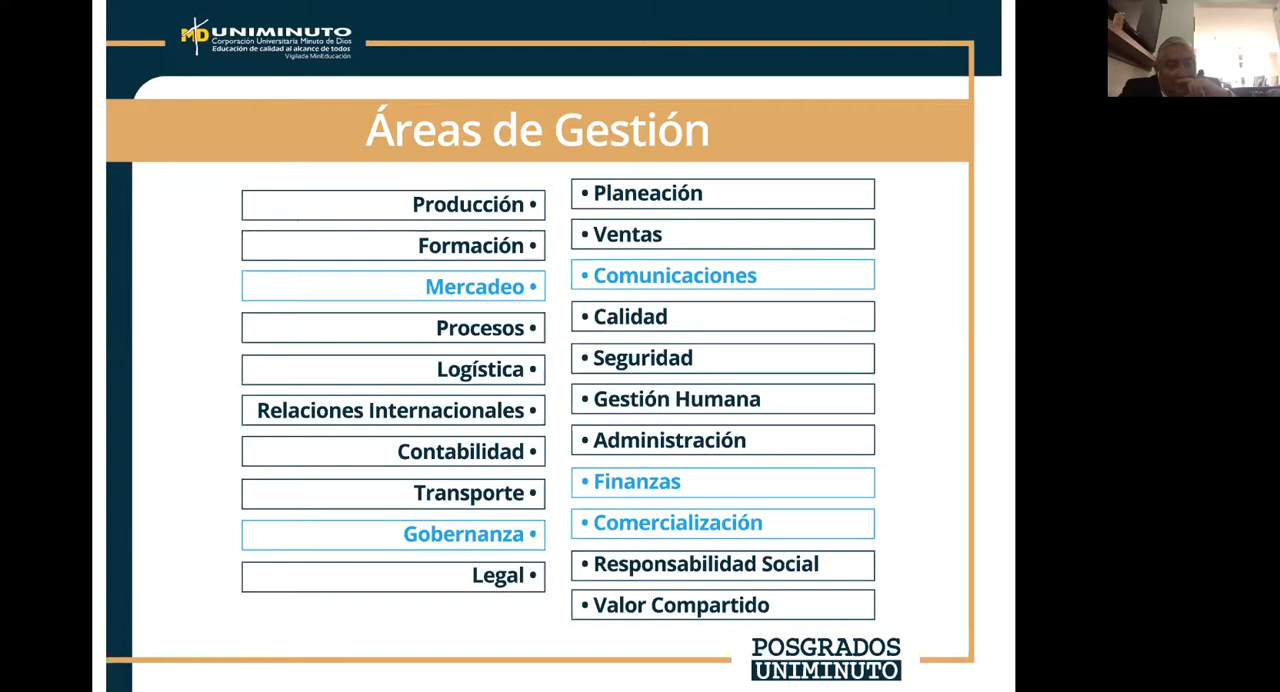 UNIMINUTO
Corporación Universitaria Minuto de Dios
Educación de calidad al alcance de todos
Vigilada MinEducación
Áreas de Gestión
Producción •
Formación •
Mercadeo •
Procesos •
Logística •
Relaciones Internacionales •
Contabilidad •
Transporte •
Gobernanza •
Legal •
• Planeación
• Ventas
• Comunicaciones
• Calidad
• Seguridad
• Gestión Humana
• Administración
• Finanzas
• Comercialización
• Responsabilidad Social
• Valor Compartido
POSGRADOS
UNIMINUTO